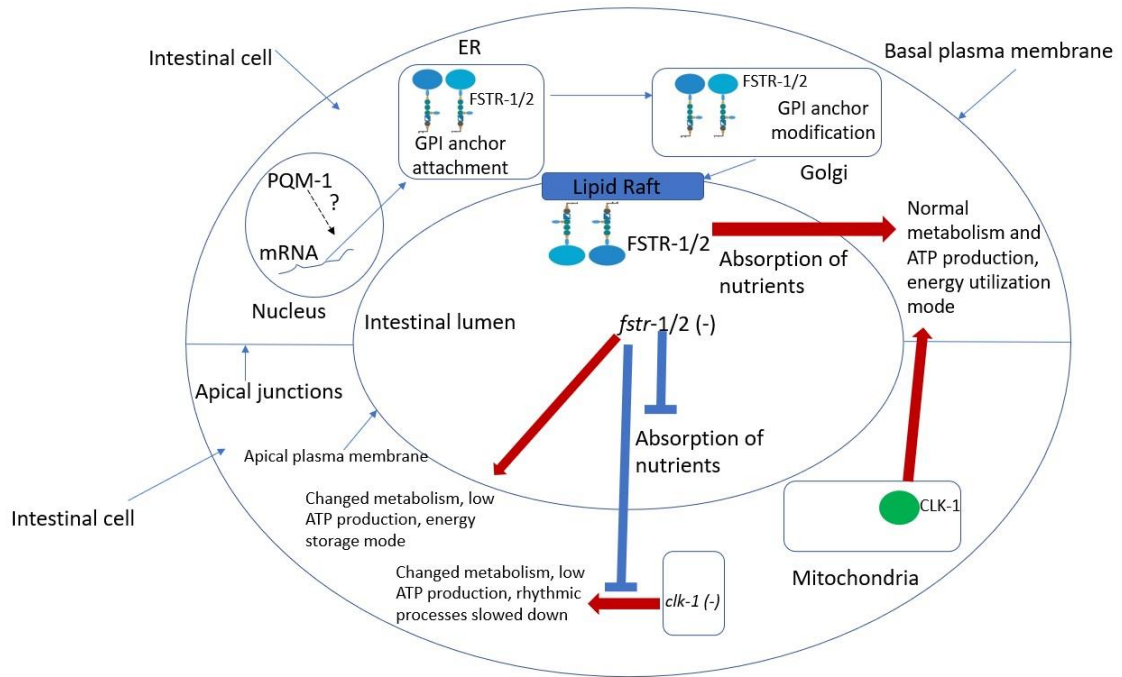 Intestinal cell
ER
Basal plasma membrane
FSTR-1/2
GPI anchor
attachment
FSTR-1/2
GPI anchor
modification
Golgi
PQM-1
?
mRNA
Nucleus
Lipid Raft
FSTR-1/2
Absorption of
nutrients
Normal
metabolism and
ATP production,
energy utilization
mode
Intestinal lumen
fstr-1/2 (-)
Apical junctions
Absorption of
nutrients
Apical plasma membrane
Intestinal cell
Changed metabolism, low
ATP production, energy
storage mode
CLK-1
Mitochondria
Changed metabolism, low
ATP production, rhythmic
processes slowed down
clk-1 (-)